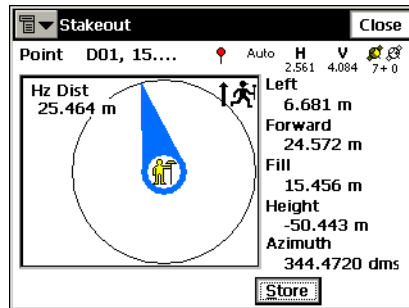 Stakeout Close
Point D01, 15.... Auto H V
2.561 4.084 7+0
Hz Dist
25.464 m
Left
6.681 m
Forward
24.572 m
Fill
15.456 m
Height
-50.443 m
Azimuth
344.4720 dms
Store